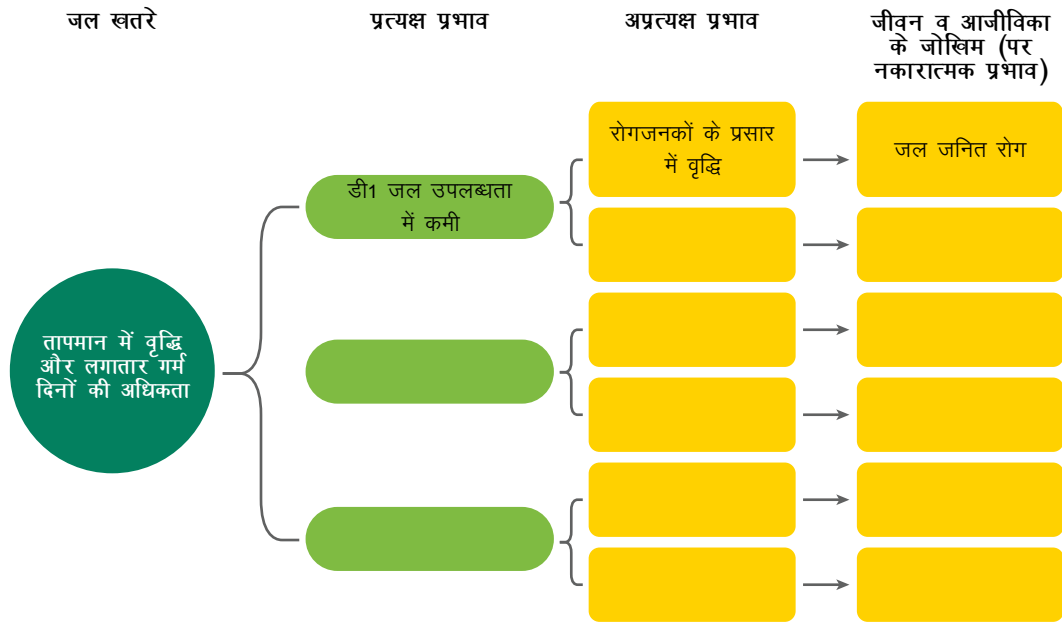 जल खतरे
प्रत्यक्ष प्रभाव
अप्रत्यक्ष प्रभाव
जीवन व आजीविका
के जोखिम (पर
नकारात्मक प्रभाव)
तापमान में वृद्धि
और लगातार गर्म
दिनों की अधिकता
डी1 जल उपलब्धता
में कमी
रोगजनकों के प्रसार
में वृद्धि
जल जनित रोग